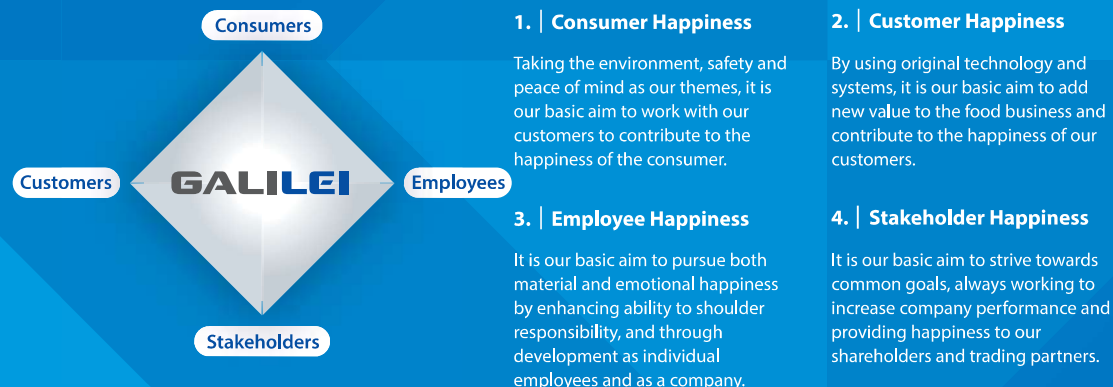 Consumers
Customers
GALILEI
Employees
Stakeholders
1. | Consumer Happiness
Taking the environment, safety and
peace of mind as our themes, it is
our basic aim to work with our
customers to contribute to the
happiness of the consumer.
2. | Customer Happiness
By using original technology and
systems, it is our basic aim to add
new value to the food business and
contribute to the happiness of our
customers.
3. | Employee Happiness
It is our basic aim to pursue both
material and emotional happiness
by enhancing ability to shoulder
responsibility, and through
development as individual
employees and as a company.
4. | Stakeholder Happiness
It is our basic aim to strive towards
common goals, always working to
increase company performance and
providing happiness to our
shareholders and trading partners.